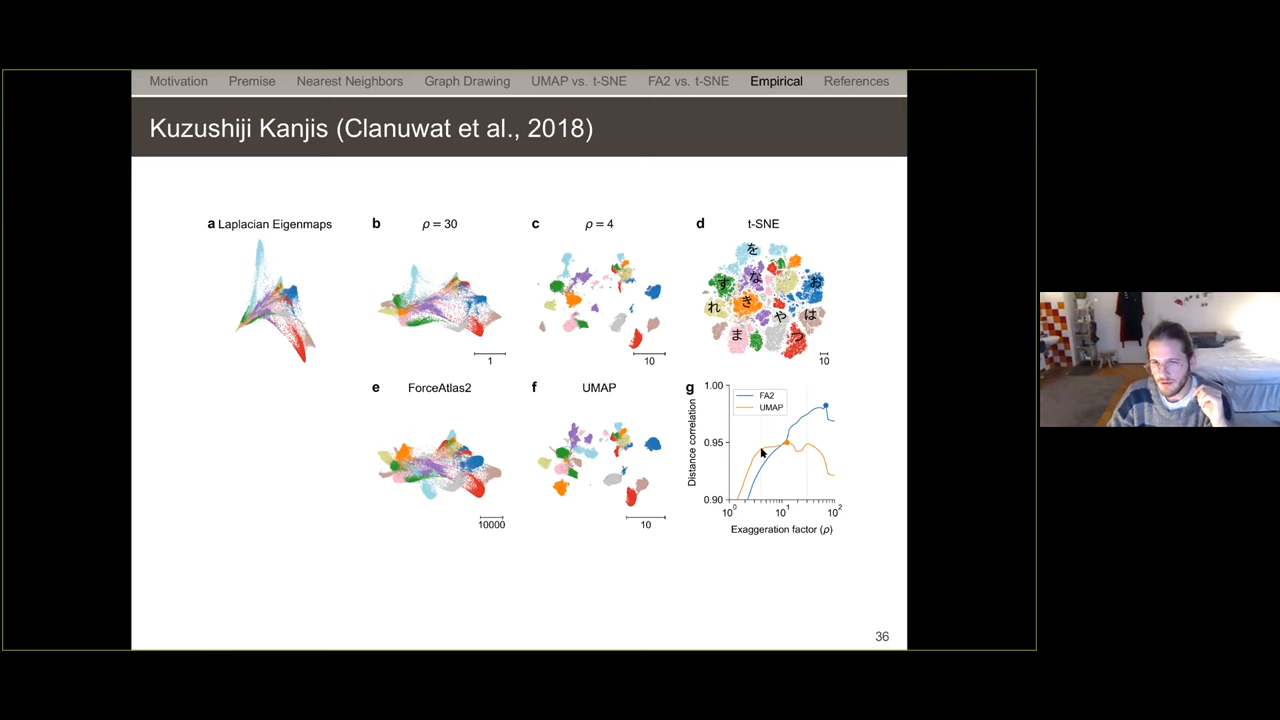 Motivation Premise Nearest Neighbors Graph Drawing UMAP vs. t-SNE FA2 vs. t-SNE Empirical References
Kuzushiji Kanjis (Clanuwat et al., 2018)
a Laplacian Eigenmaps
b ρ = 30
c ρ = 4
d t-SNE
を
す
な
お
れ
き
や
は
ま
つ
1
10
10
e ForceAtlas2
f UMAP
g
10000
10
Distance correlation
1.00
0.95
0.90
FA2
UMAP
10⁰ 10¹ 10²
Exaggeration factor (ρ)
36